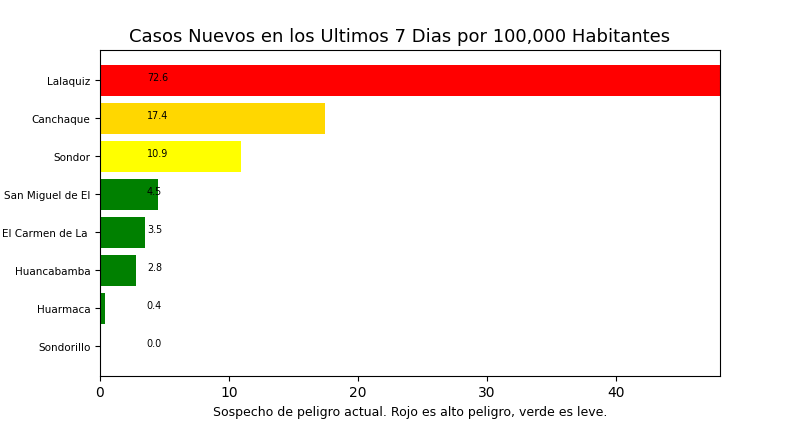 Casos Nuevos en los Ultimos 7 Dias por 100,000 Habitantes
Lalaquiz 72.6
Canchaque 17.4
Sondor 10.9
San Miguel de El 4.5
El Carmen de La 3.5
Huancabamba 2.8
Huarmaca 0.4
Sondorillo 0.0
0 10 20 30 40
Sospecho de peligro actual. Rojo es alto peligro, verde es leve.